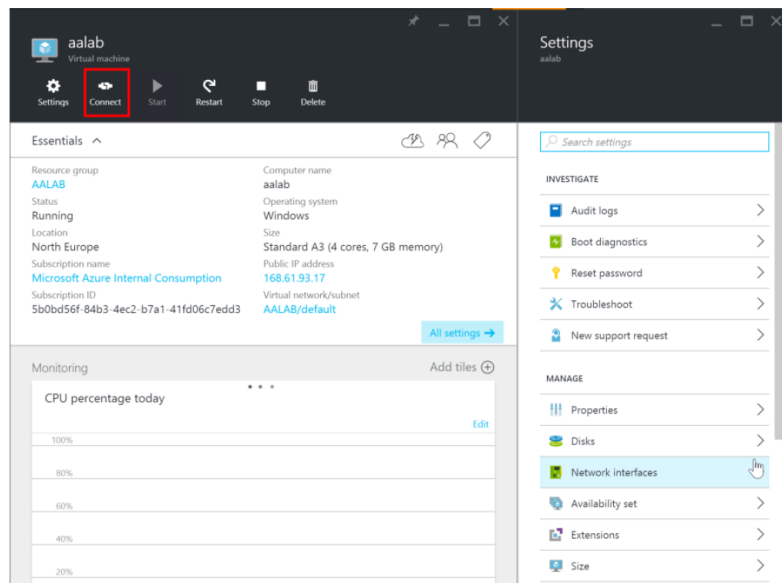 aalab
Virtual machine
Settings
Connect
Start
Restart
Stop
Delete
Essentials
Resource group
AALAB
Status
Running
Location
North Europe
Subscription name
Microsoft Azure Internal Consumption
Subscription ID
5b0bd56f-84b3-4ec2-b7a1-41fd06c7edd3
Computer name
aalab
Operating system
Windows
Size
Standard A3 (4 cores, 7 GB memory)
Public IP address
168.61.93.17
Virtual network/subnet
AALAB/default
All settings
Monitoring
Add tiles
CPU percentage today
Edit
100%
80%
60%
40%
20%
Settings
aalab
Search settings
INVESTIGATE
Audit logs
Boot diagnostics
Reset password
Troubleshoot
New support request
MANAGE
Properties
Disks
Network interfaces
Availability set
Extensions
Size